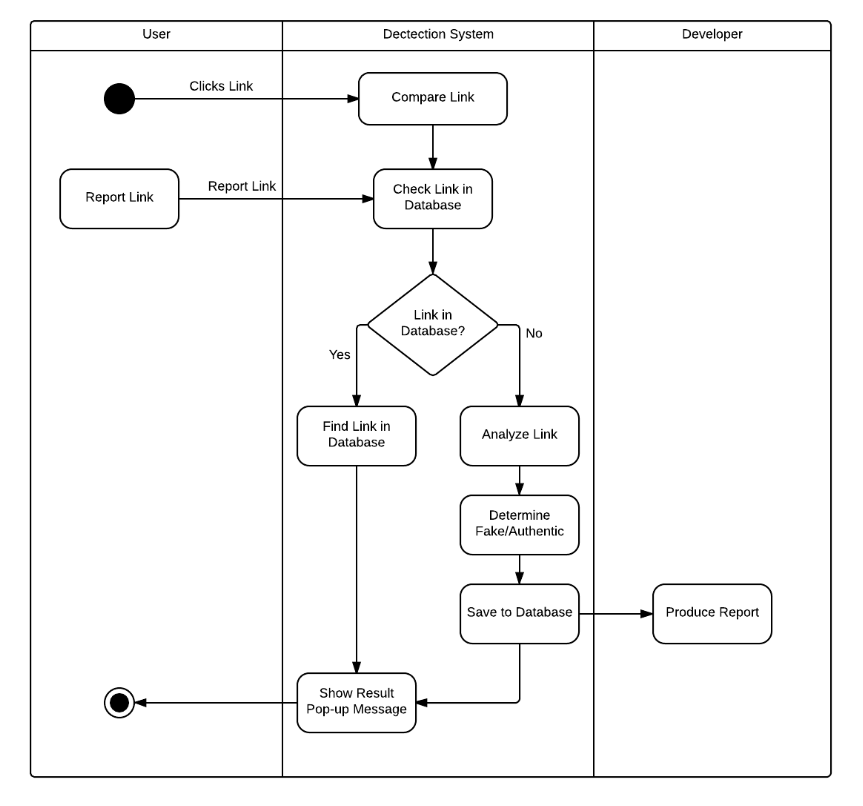 User
Dectection System
Developer
Clicks Link
Compare Link
Report Link
Report Link
Check Link in
Database
Link in
Database?
Yes
No
Find Link in
Database
Analyze Link
Determine
Fake/Authentic
Save to Database
Produce Report
Show Result
Pop-up Message